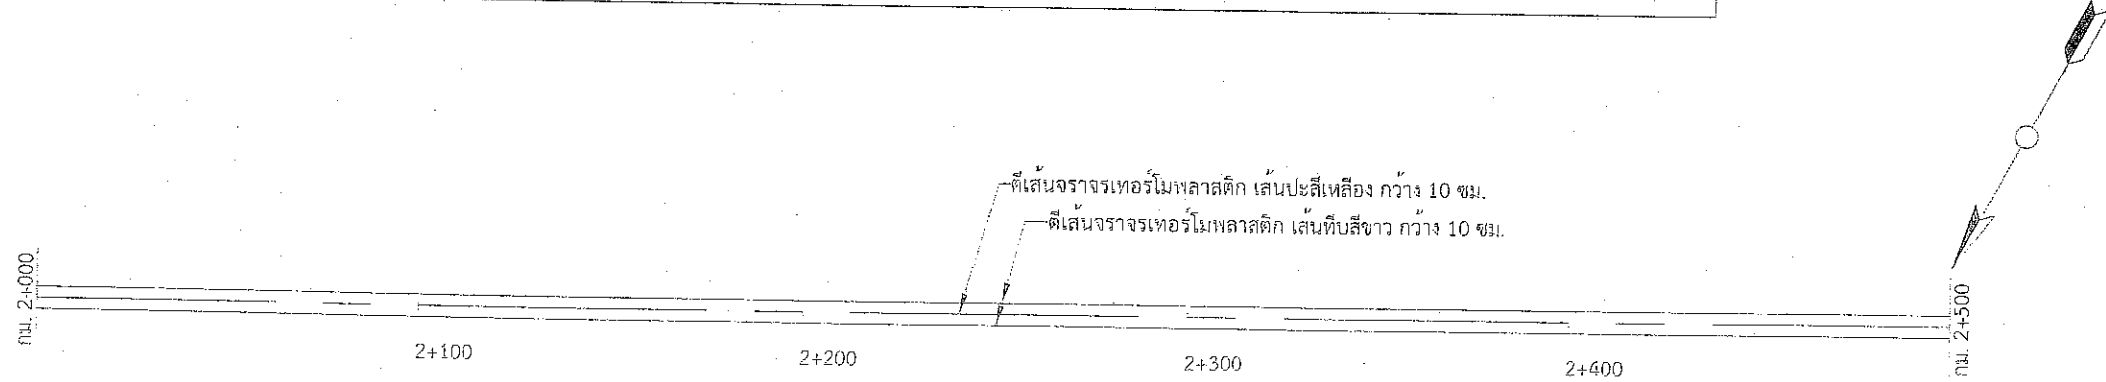 ตีเส้นจราจรเทอร์โมพลาสติก เส้นปะสีเหลือง กว้าง 10 ซม.
ตีเส้นจราจรเทอร์โมพลาสติก เส้นทึบสีขาว กว้าง 10 ซม.
กม. 2+000
2+100
2+200
2+300
2+400
กม. 2+500